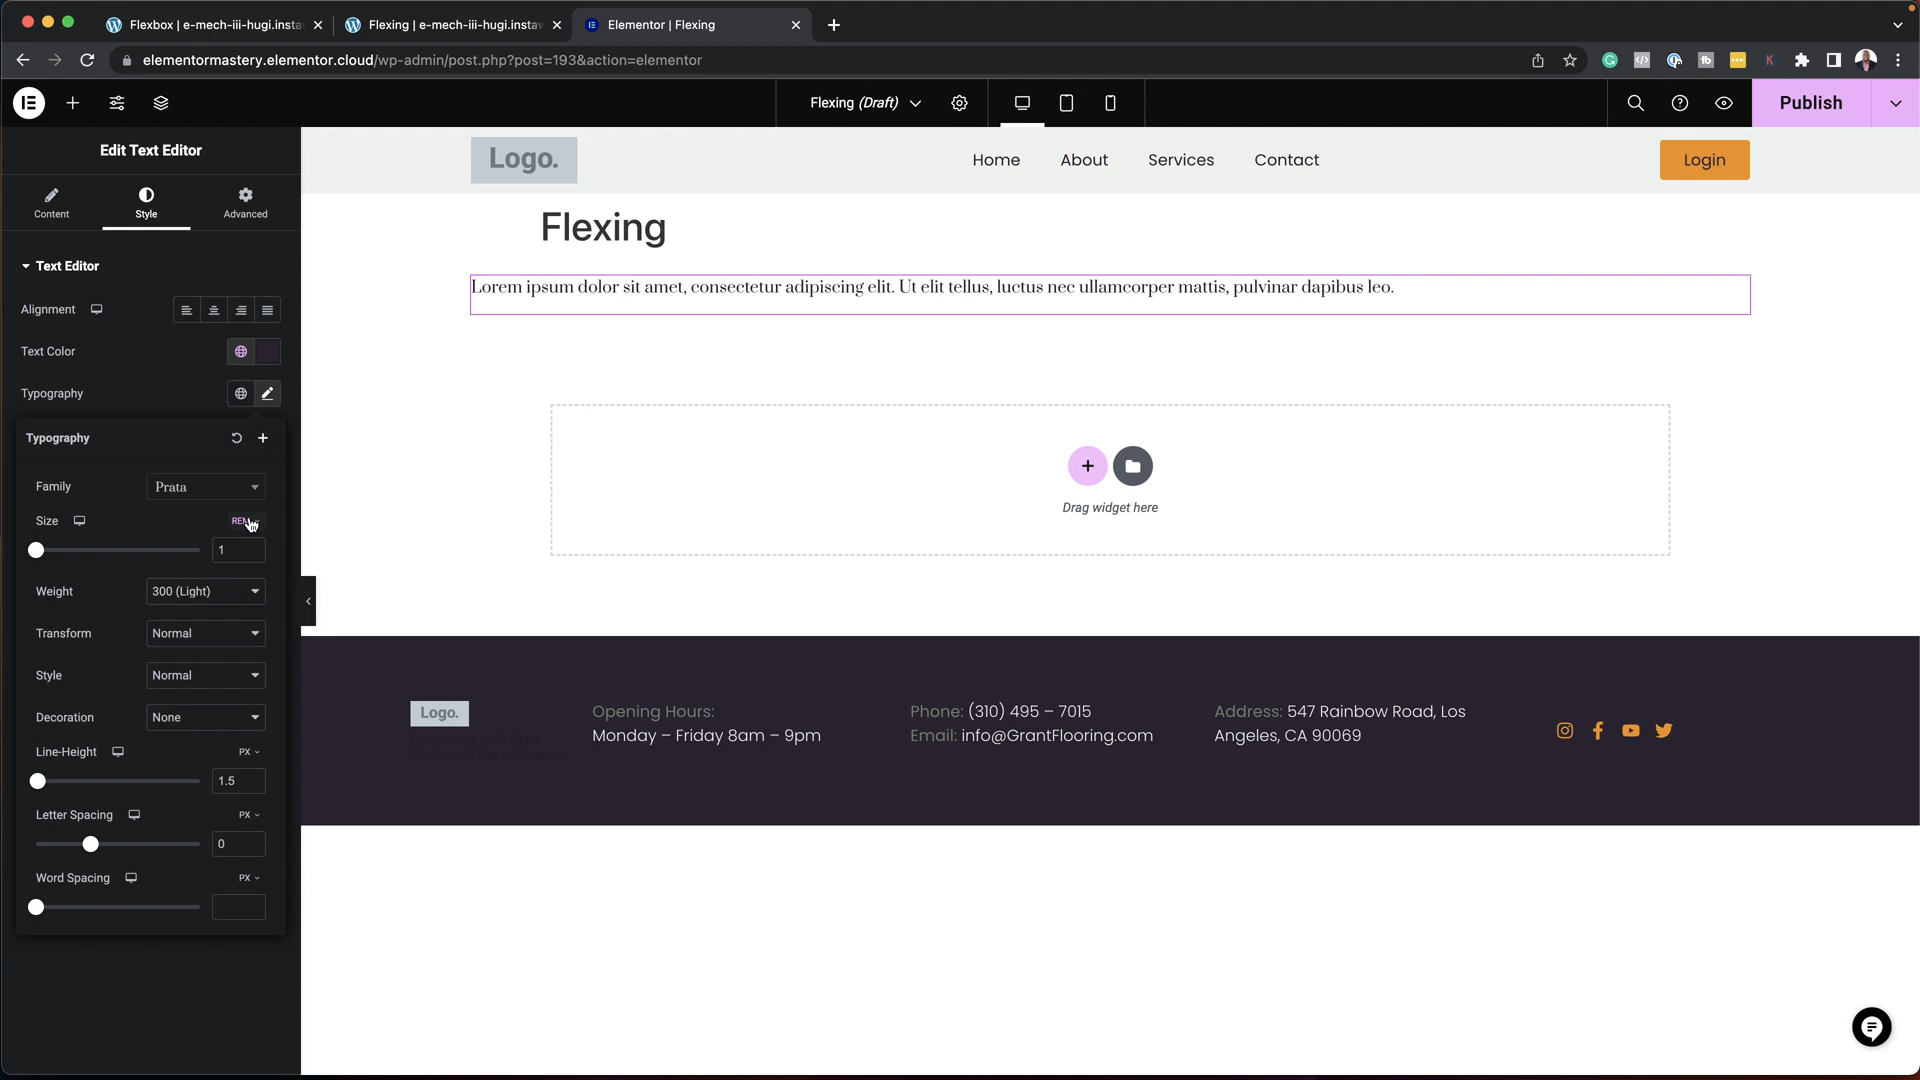 Flexbox | e-mech-iii-hugi.insta
Flexing | e-mech-iii-hugi.instaw
Elementor | Flexing
elementormastery.elementor.cloud/wp-admin/post.php?post=193&action=elementor
Flexing (Draft)
Publish
Edit Text Editor
Content
Style
Advanced
Text Editor
Alignment
Text Color
Typography
Typography
Family
Prata
Size
REM
1
Weight
300 (Light)
Transform
Normal
Style
Normal
Decoration
None
Line-Height
PX
1.5
Letter Spacing
PX
0
Word Spacing
PX
Logo.
Home
About
Services
Contact
Login
Flexing
Lorem ipsum dolor sit amet, consectetur adipiscing elit. Ut elit tellus, luctus nec ullamcorper mattis, pulvinar dapibus leo.
Drag widget here
Logo.
Opening Hours:
Monday – Friday 8am – 9pm
Phone: (310) 495 – 7015
Email: info@GrantFlooring.com
Address: 547 Rainbow Road, Los
Angeles, CA 90069